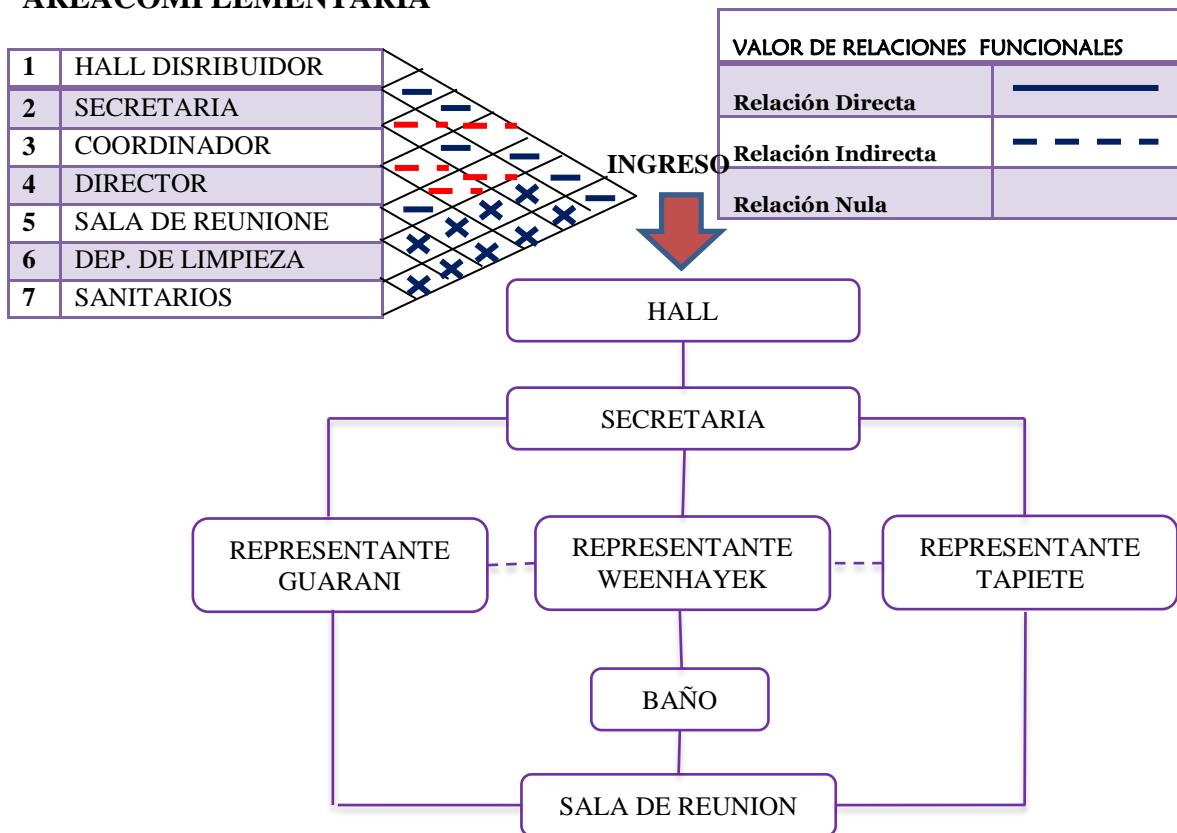 AREACOMPLEMENTARIA
1 HALL DISRIBUIDOR
2 SECRETARIA
3 COORDINADOR
4 DIRECTOR
5 SALA DE REUNIONE
6 DEP. DE LIMPIEZA
7 SANITARIOS
VALOR DE RELACIONES FUNCIONALES
Relación Directa
Relación Indirecta
Relación Nula
INGRESO
HALL
SECRETARIA
REPRESENTANTE
GUARANI
REPRESENTANTE
WEENHAYEK
REPRESENTANTE
TAPIETE
BAÑO
SALA DE REUNION